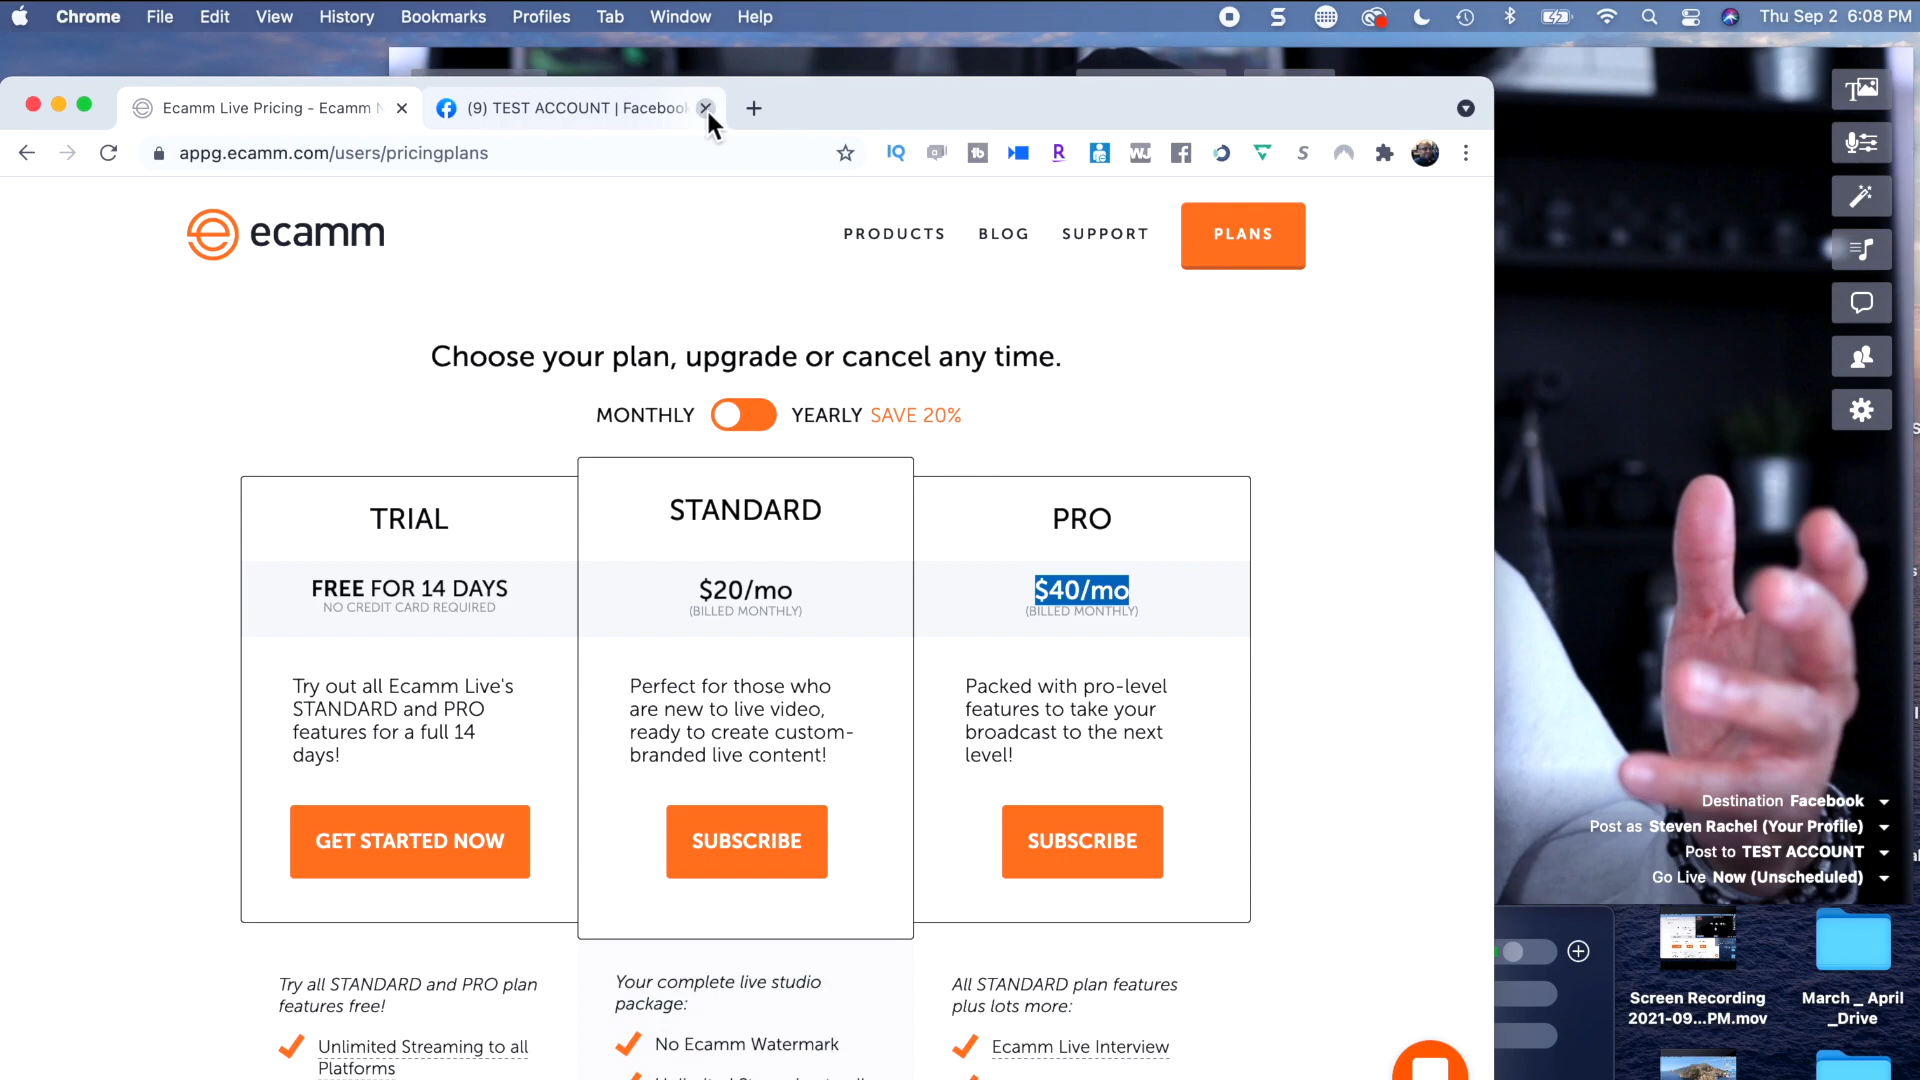 Chrome File Edit View History Bookmarks Profiles Tab Window Help
Thu Sep 2 6:08 PM
Ecamm Live Pricing - Ecamm
(9) TEST ACCOUNT | Facebook
appg.ecamm.com/users/pricingplans
ecamm
PRODUCTS BLOG SUPPORT PLANS
Choose your plan, upgrade or cancel any time.
MONTHLY YEARLY SAVE 20%
TRIAL
FREE FOR 14 DAYS
NO CREDIT CARD REQUIRED
Try out all Ecamm Live's
STANDARD and PRO
features for a full 14
days!
GET STARTED NOW
Try all STANDARD and PRO plan
features free!
Unlimited Streaming to all
Platforms
STANDARD
$20/mo
(BILLED MONTHLY)
Perfect for those who
are new to live video,
ready to create custom-
branded live content!
SUBSCRIBE
Your complete live studio
package:
No Ecamm Watermark
PRO
$40/mo
(BILLED MONTHLY)
Packed with pro-level
features to take your
broadcast to the next
level!
SUBSCRIBE
All STANDARD plan features
plus lots more:
Ecamm Live Interview
Destination Facebook
Post as Steven Rachel (Your Profile)
Post to TEST ACCOUNT
Go Live Now (Unscheduled)
Screen Recording
2021-09...PM.mov
March _ April
_Drive